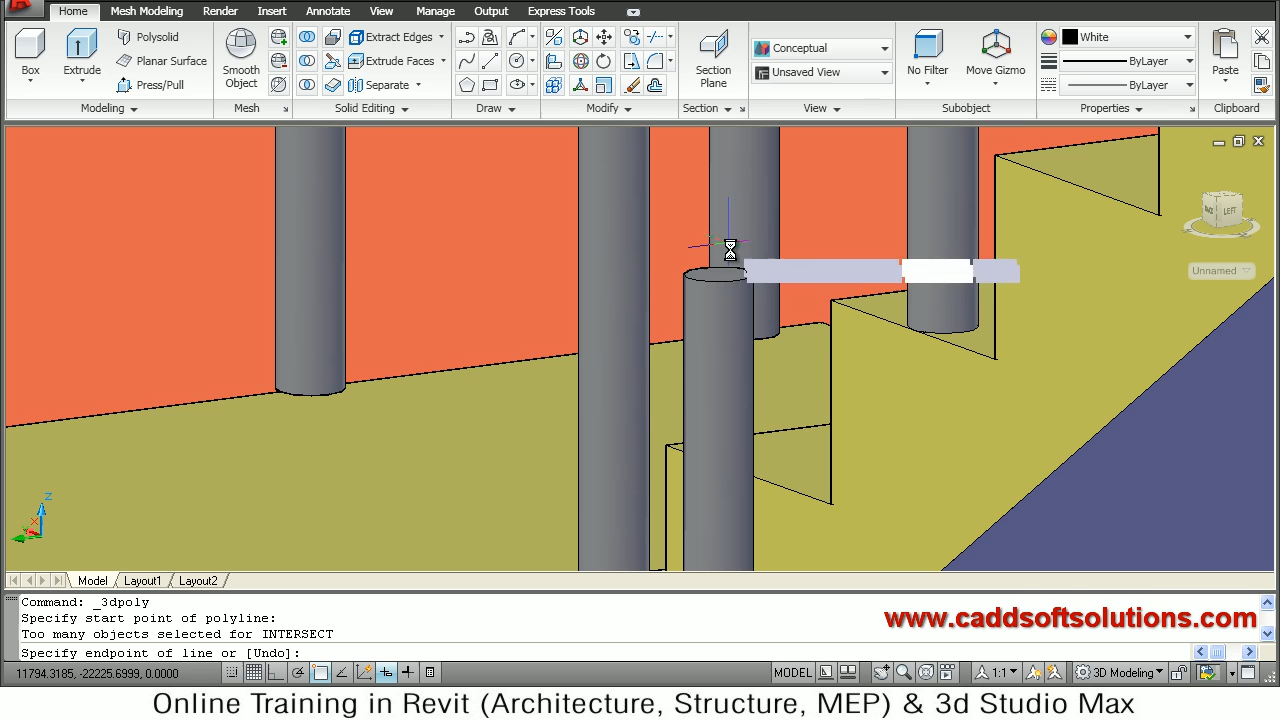 Home Mesh Modeling Render Insert Annotate View Manage Output Express Tools
Polysolid
Planar Surface
Press/Pull
Box
Extrude
Smooth
Object
Extract Edges
Extrude Faces
Separate
Section
Plane
Conceptual
Unsaved View
No Filter
Move Gizmo
White
ByLayer
ByLayer
Paste
Modeling
Mesh
Solid Editing
Draw
Modify
Section
View
Subobject
Properties
Clipboard
LEFT
Unnamed
Z
X
Model Layout1 Layout2
Command: _3dpoly
Specify start point of polyline:
Too many objects selected for INTERSECT
Specify endpoint of line or [Undo]:
www.caddsoftsolutions.com
11794.3185, -22225.6999, 0.0000
MODEL
1:1
3D Modeling
Online Training in Revit (Architecture, Structure, MEP) & 3d Studio Max